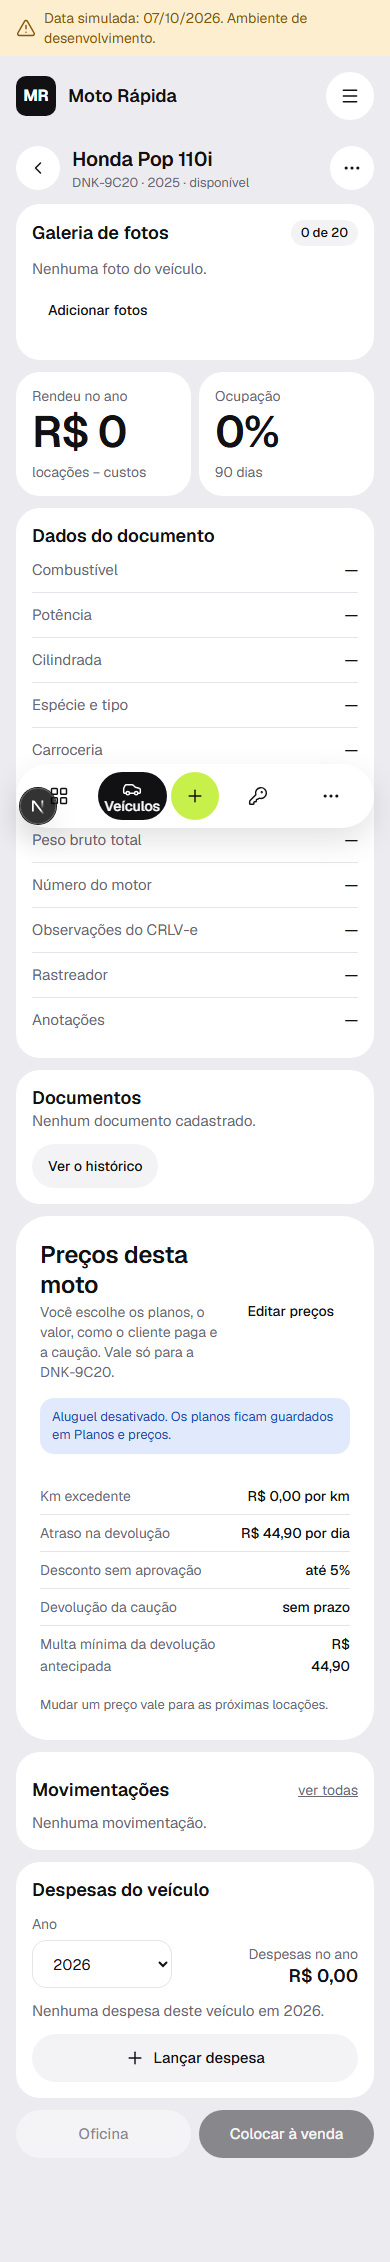 Data simulada: 07/10/2026. Ambiente de
desenvolvimento.
MR Moto Rápida
Honda Pop 110i
DNK-9C20 · 2025 · disponível
Galeria de fotos
0 de 20
Nenhuma foto do veículo.
Adicionar fotos
Rendeu no ano
R$ 0
locações – custos
Ocupação
0%
90 dias
Dados do documento
Combustível —
Potência —
Cilindrada —
Espécie e tipo —
Carroceria —
N
Veículos
Peso bruto total —
Número do motor —
Observações do CRLV-e —
Rastreador —
Anotações —
Documentos
Nenhum documento cadastrado.
Ver o histórico
Preços desta
moto
Você escolhe os planos, o
valor, como o cliente paga e
a caução. Vale só para a
DNK-9C20.
Editar preços
Aluguel desativado. Os planos ficam guardados
em Planos e preços.
Km excedente R$ 0,00 por km
Atraso na devolução R$ 44,90 por dia
Desconto sem aprovação até 5%
Devolução da caução sem prazo
Multa mínima da devolução
antecipada
R$
44,90
Mudar um preço vale para as próximas locações.
Movimentações
ver todas
Nenhuma movimentação.
Despesas do veículo
Ano
2026
Despesas no ano
R$ 0,00
Nenhuma despesa deste veículo em 2026.
+ Lançar despesa
Oficina
Colocar à venda